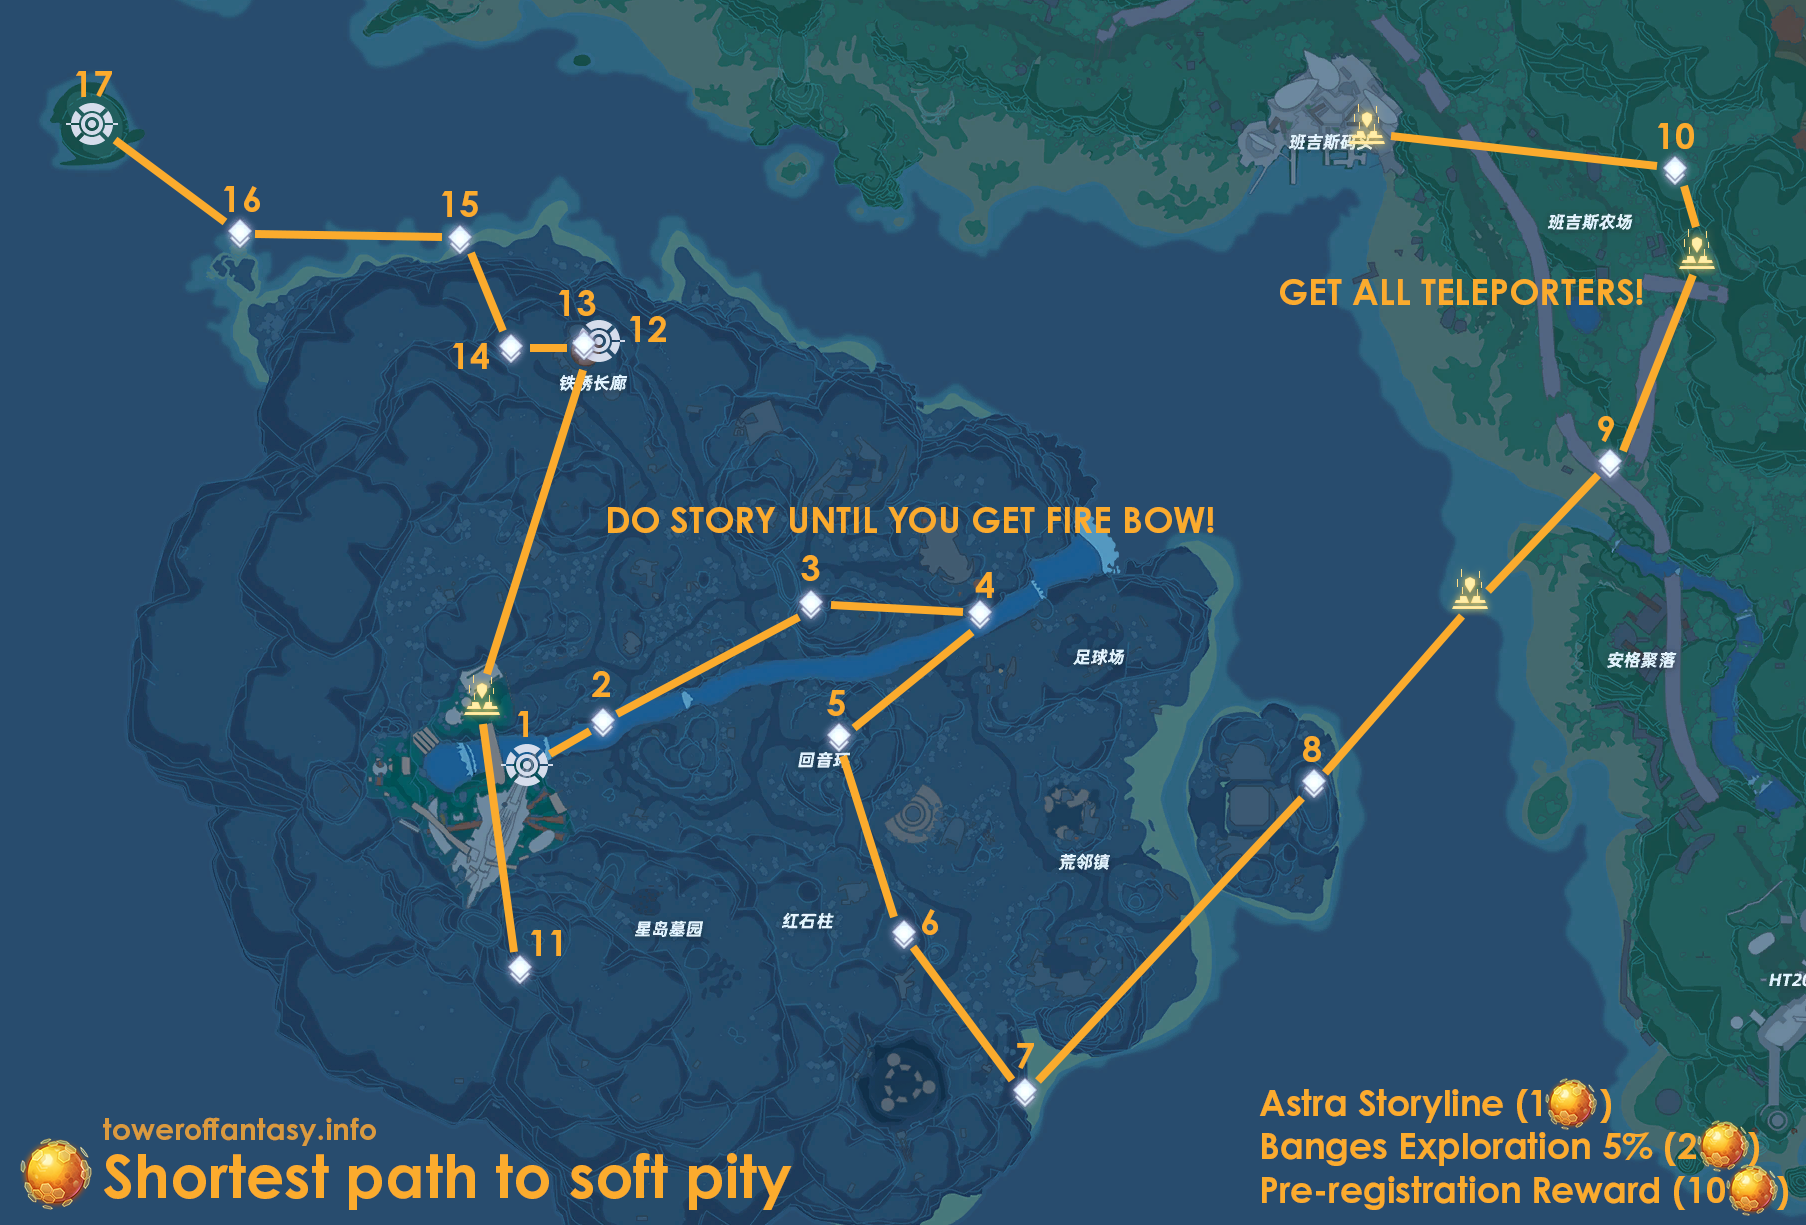 17
10
班吉斯码头
16
15
班吉斯农场
GET ALL TELEPORTERS!
13
12
14
铁锈长廊
9
DO STORY UNTIL YOU GET FIRE BOW!
3
4
足球场
安格聚落
2
5
1
回音环
8
荒邻镇
6
红石柱
星岛墓园
11
HT20
7
Astra Storyline (1)
toweroffantasy.info
Banges Exploration 5% (2)
Shortest path to soft pity
Pre-registration Reward (10)